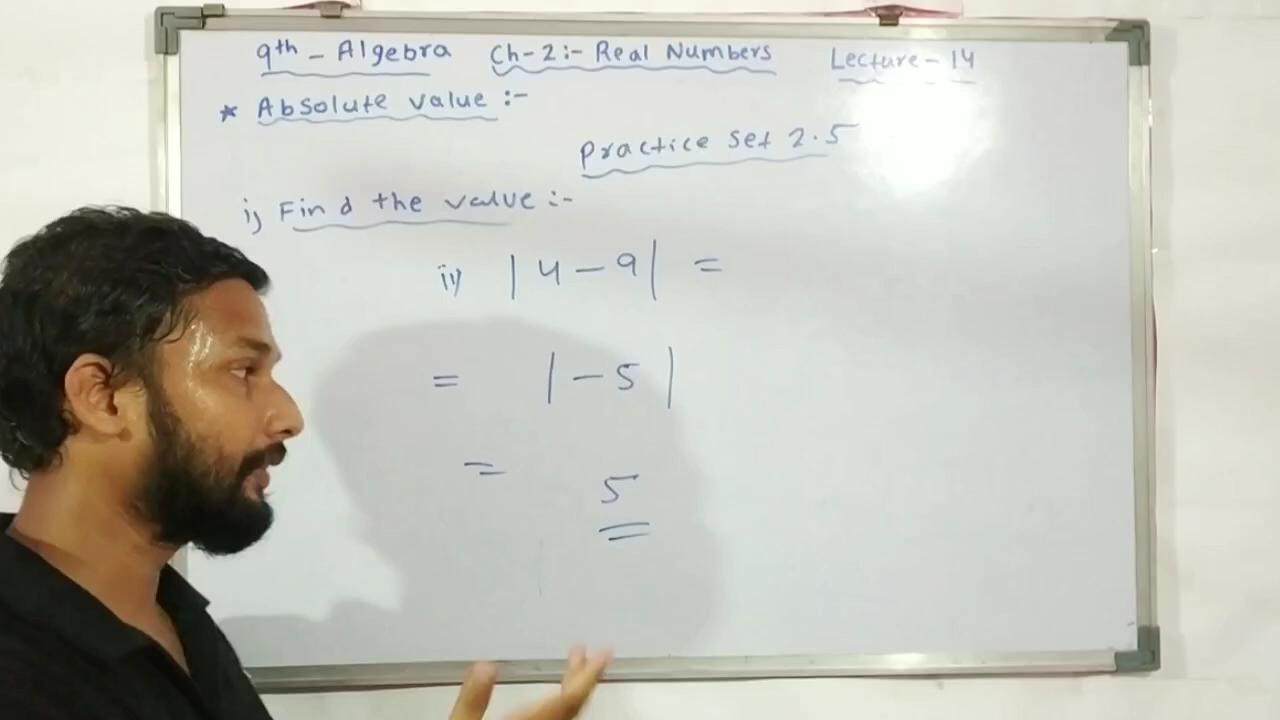 9th - Algebra Ch-2:- Real Numbers Lecture - 14
* Absolute value :-
Practice Set 2.5
i) Find the value :-
ii) | 4 - 9 | =
= | - 5 |
= 5